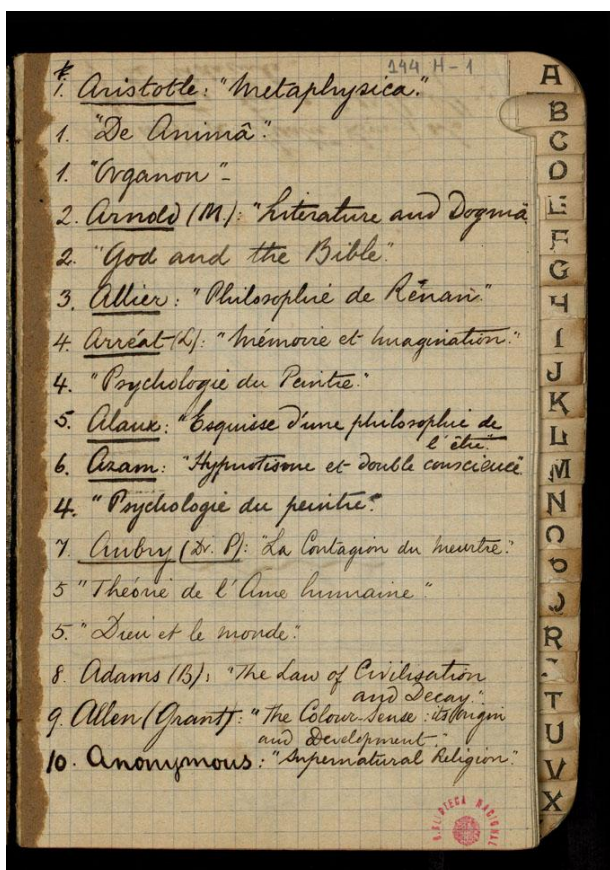 144 H-1
1. Aristotle: "Metaphysica."
1. "De Animâ".
1. "Organon" -
2. Arnold (M.): "Literature and Dogma
2. "God and the Bible".
3. Allier: "Philosophie de Rénan."
4. Arréat (L): "Mémoire et Imagination."
4. "Psychologie du Peintre."
5. Alaux: "Esquisse d'une philosophie de
l'être."
6. Azam: "Hypnotisme et double conscience."
4. "Psychologie du peintre."
7. Aubry (Dr. P): "La Contagion du meurtre."
5 "Théorie de l'Ame humaine".
5. "Dieu et le monde".
8. Adams (B): "The Law of Civilisation
and Decay."
9. Allen (Grant): "The Colour-Sense: its Origin
and Development"
10. Anonymous: "Supernatural Religion".
BIBLIOTECA NACIONAL
A
B
C
D
E
F
G
H
I
J
K
L
M
N
O
P
R
T
U
V
X